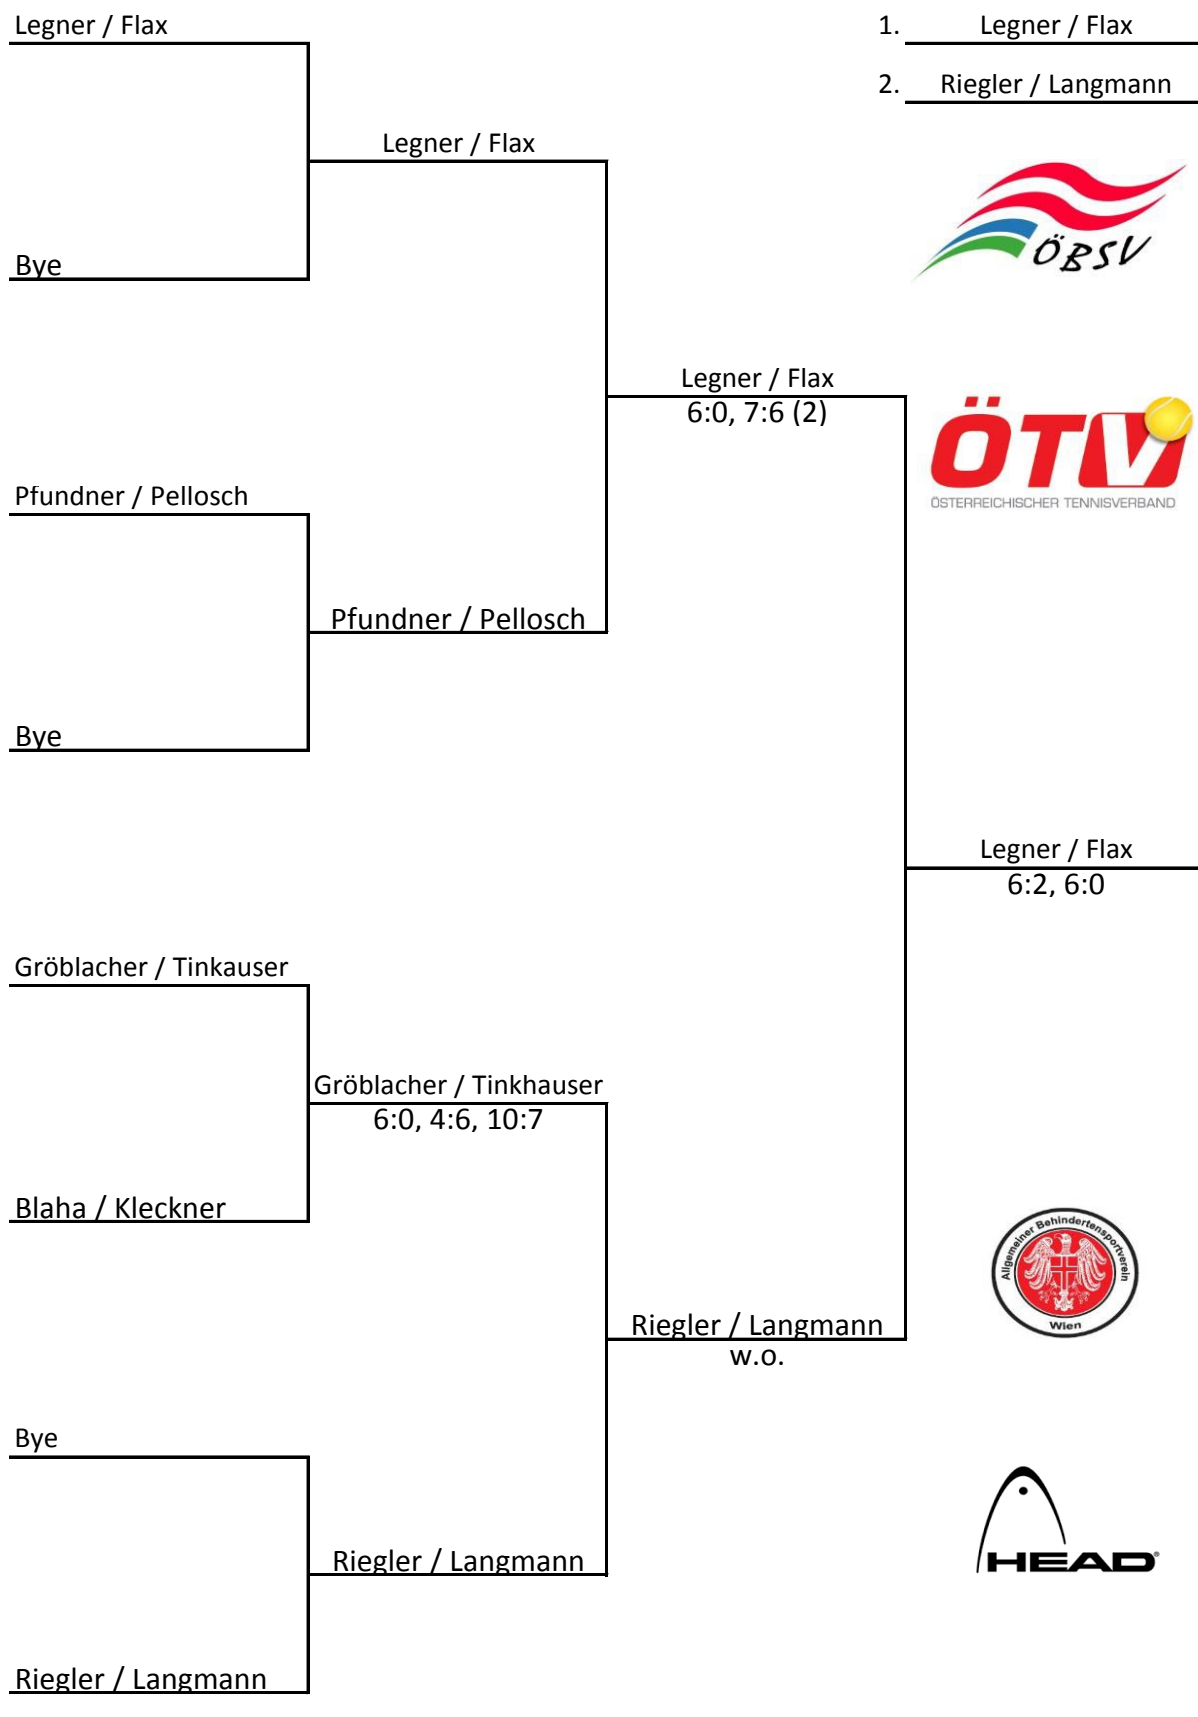 Legner / Flax
1. Legner / Flax
2. Riegler / Langmann
Legner / Flax
ÖBSV
Bye
Legner / Flax
6:0, 7:6 (2)
ÖTV
ÖSTERREICHISCHER TENNISVERBAND
Pfundner / Pellosch
Pfundner / Pellosch
Bye
Legner / Flax
6:2, 6:0
Gröblacher / Tinkauser
Gröblacher / Tinkhauser
6:0, 4:6, 10:7
Blaha / Kleckner
Allgemeiner Behindertensportverein
Wien
Riegler / Langmann
w.o.
Bye
HEAD®
Riegler / Langmann
Riegler / Langmann